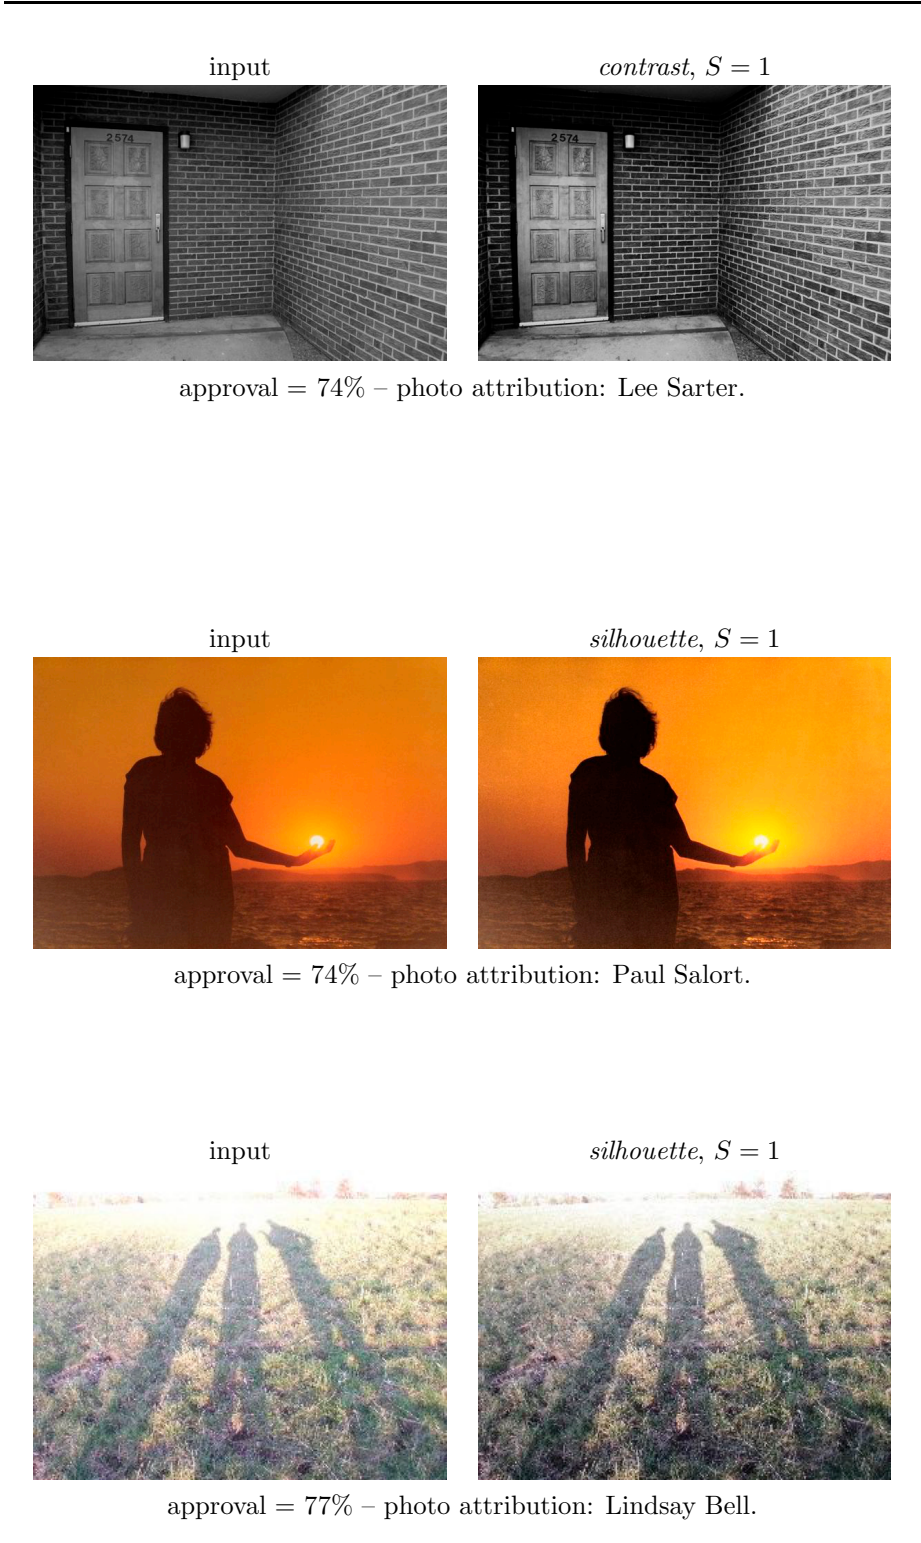 input contrast, S = 1
2574 2574
approval = 74% – photo attribution: Lee Sarter.
input silhouette, S = 1
approval = 74% – photo attribution: Paul Salort.
input silhouette, S = 1
approval = 77% – photo attribution: Lindsay Bell.